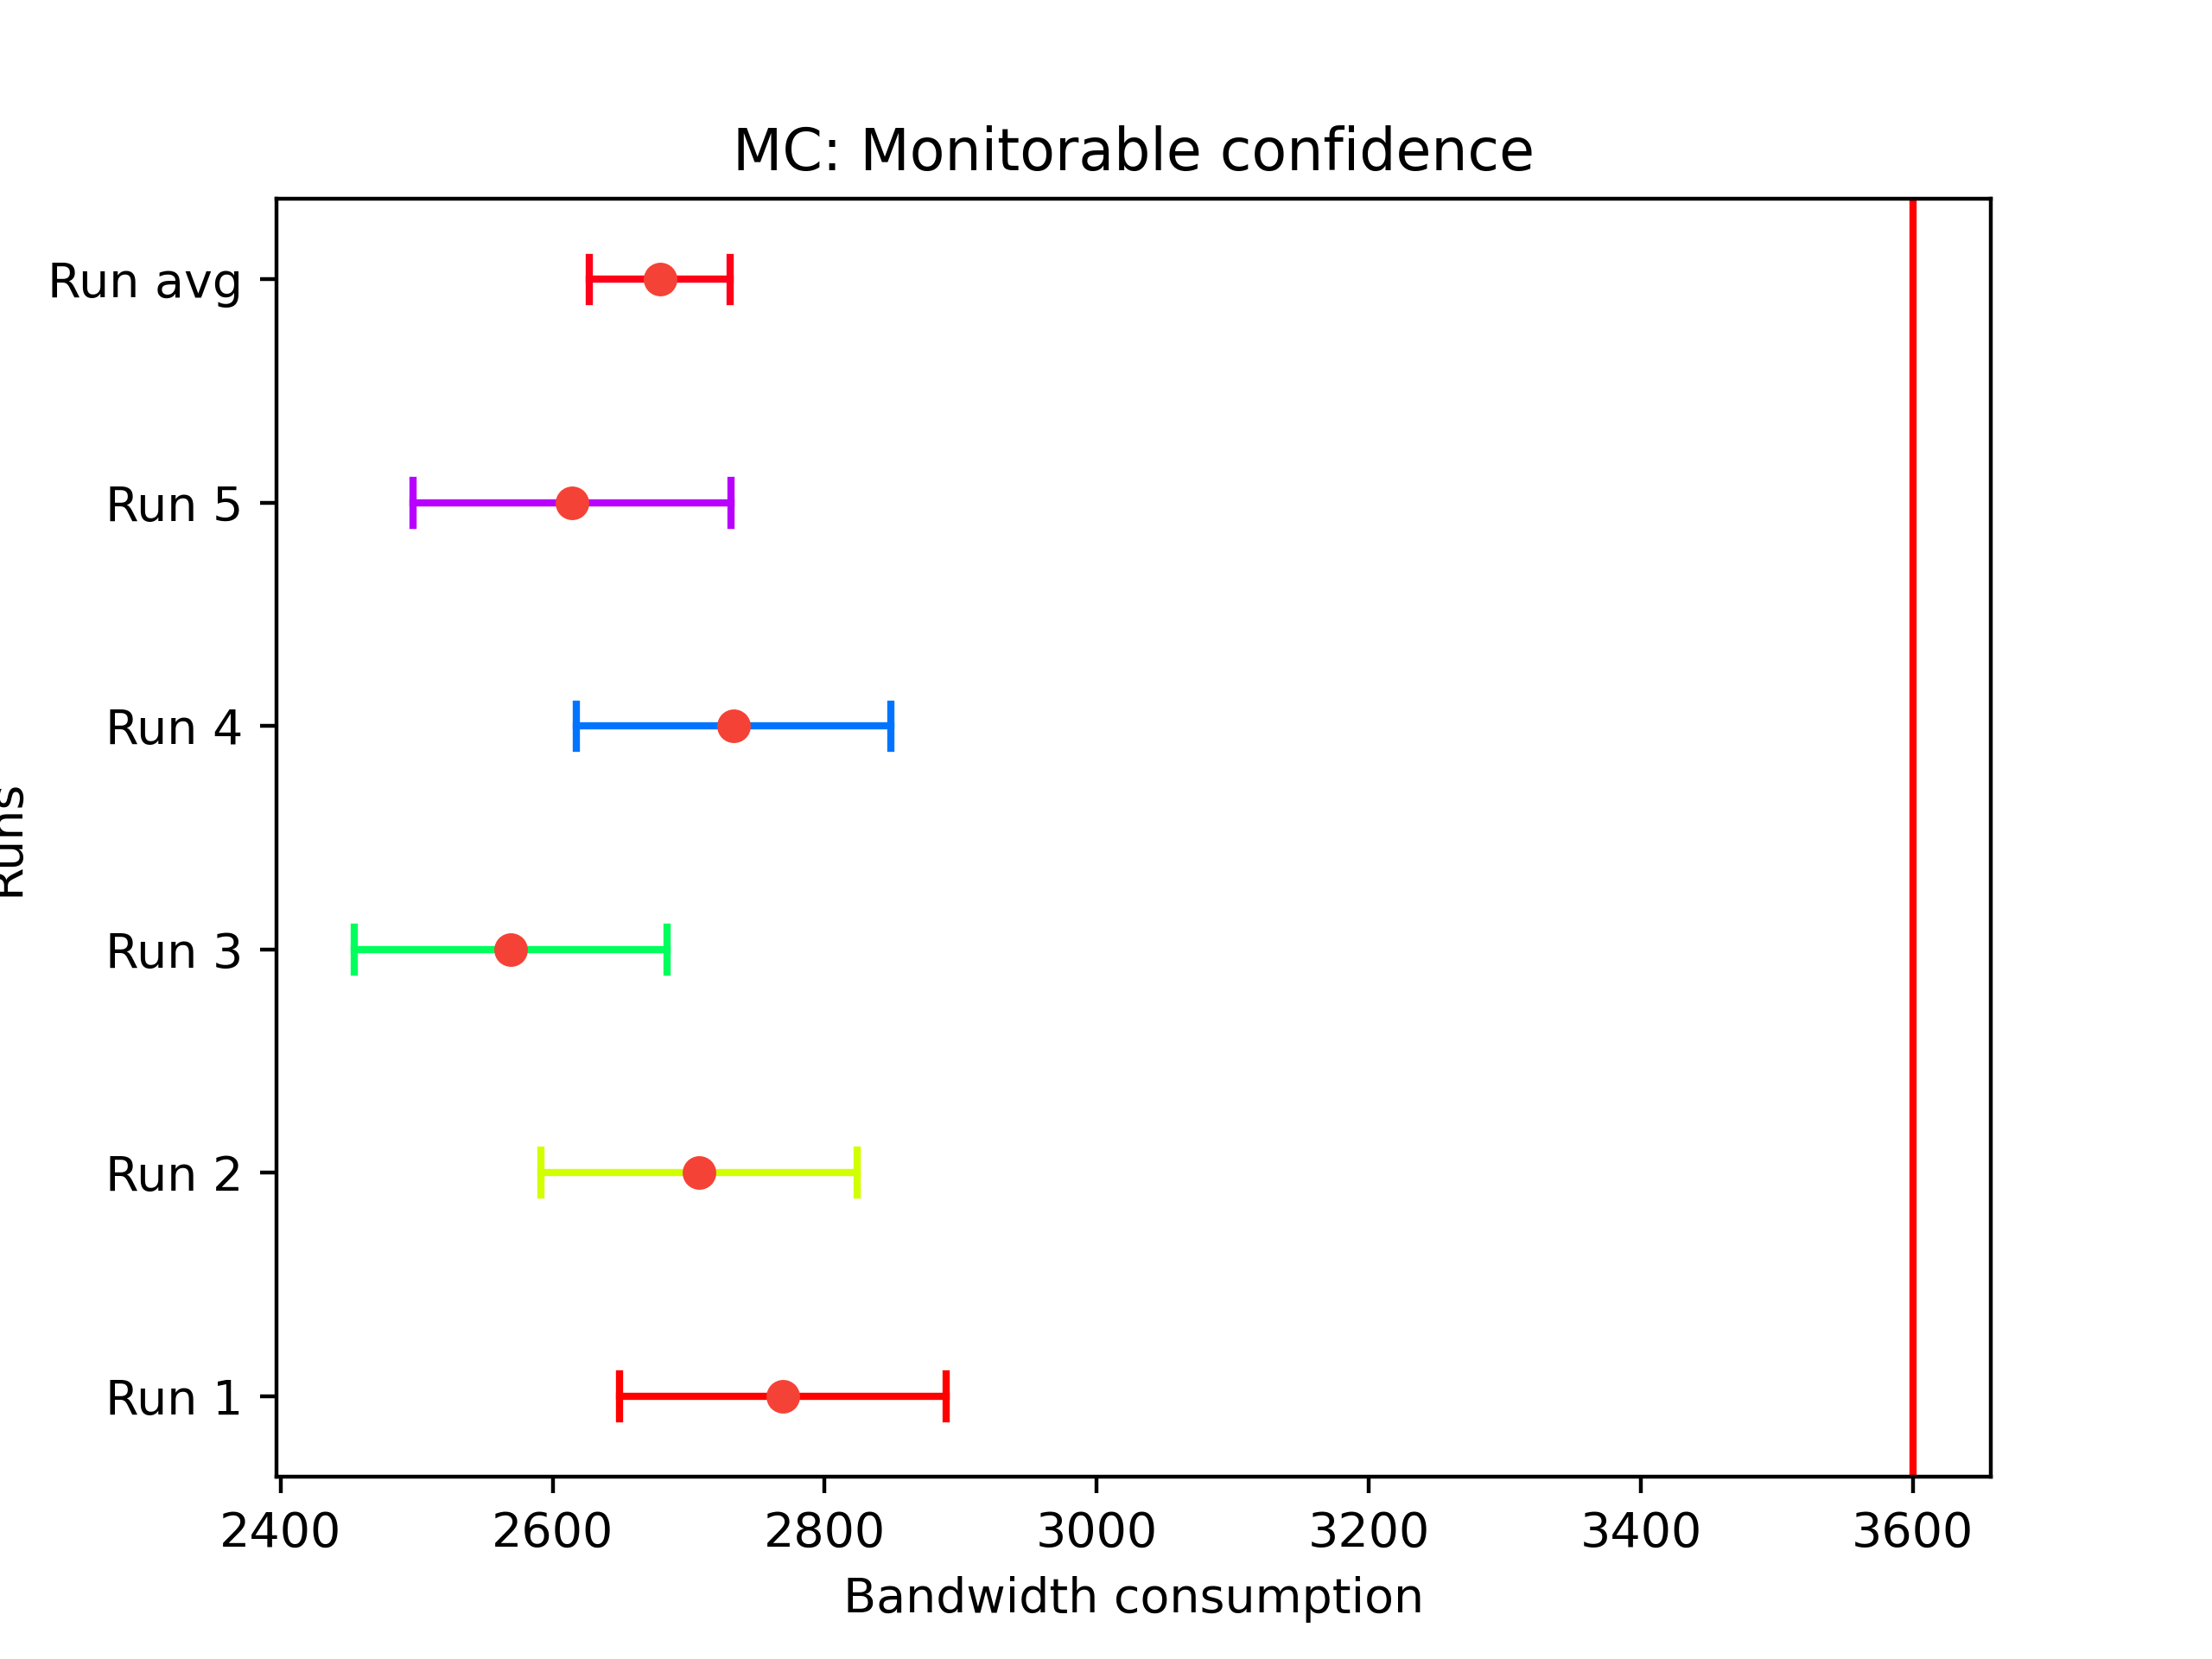 MC: Monitorable confidence
Run avg
Run 5
Run 4
Run 3
Run 2
Run 1
Runs
2400 2600 2800 3000 3200 3400 3600
Bandwidth consumption